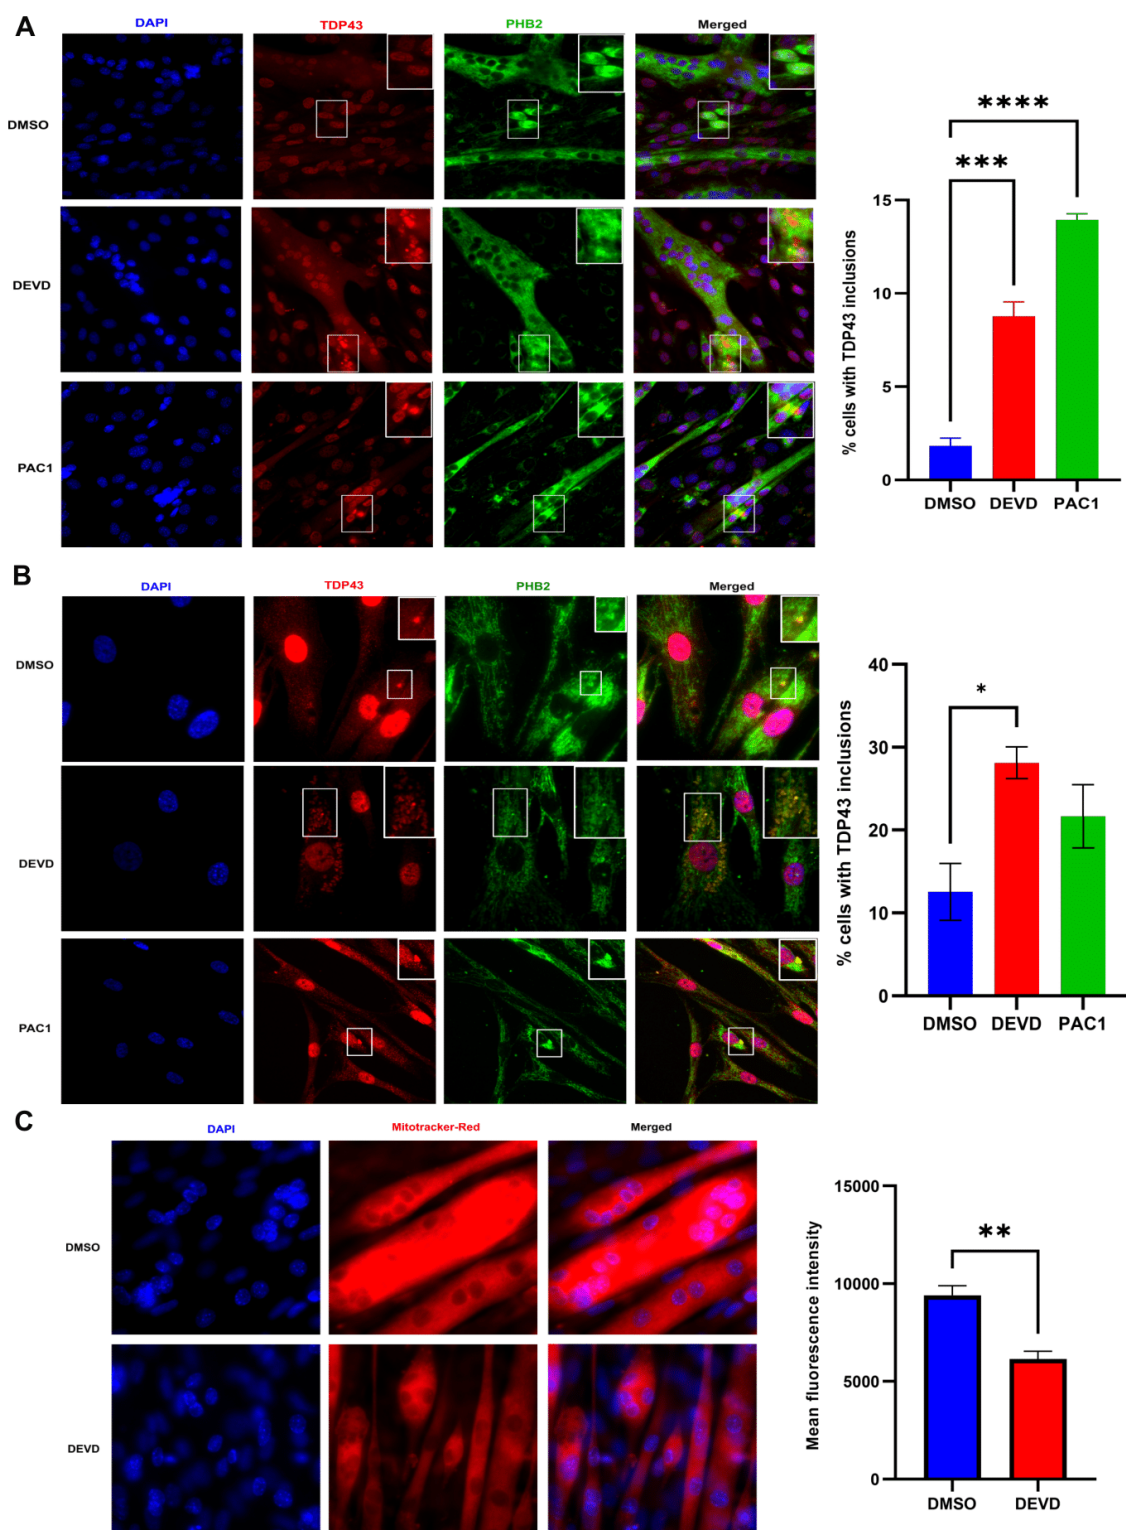 A
DAPI TDP43 PHB2 Merged
DMSO
DEVD
PAC1
****
***
% cells with TDP43 inclusions
15
10
5
0
DMSO DEVD PAC1
B
DAPI TDP43 PHB2 Merged
DMSO
DEVD
PAC1
*
% cells with TDP43 inclusions
40
30
20
10
0
DMSO DEVD PAC1
C
DAPI Mitotracker-Red Merged
DMSO
DEVD
**
Mean fluorescence intensity
15000
10000
5000
0
DMSO DEVD